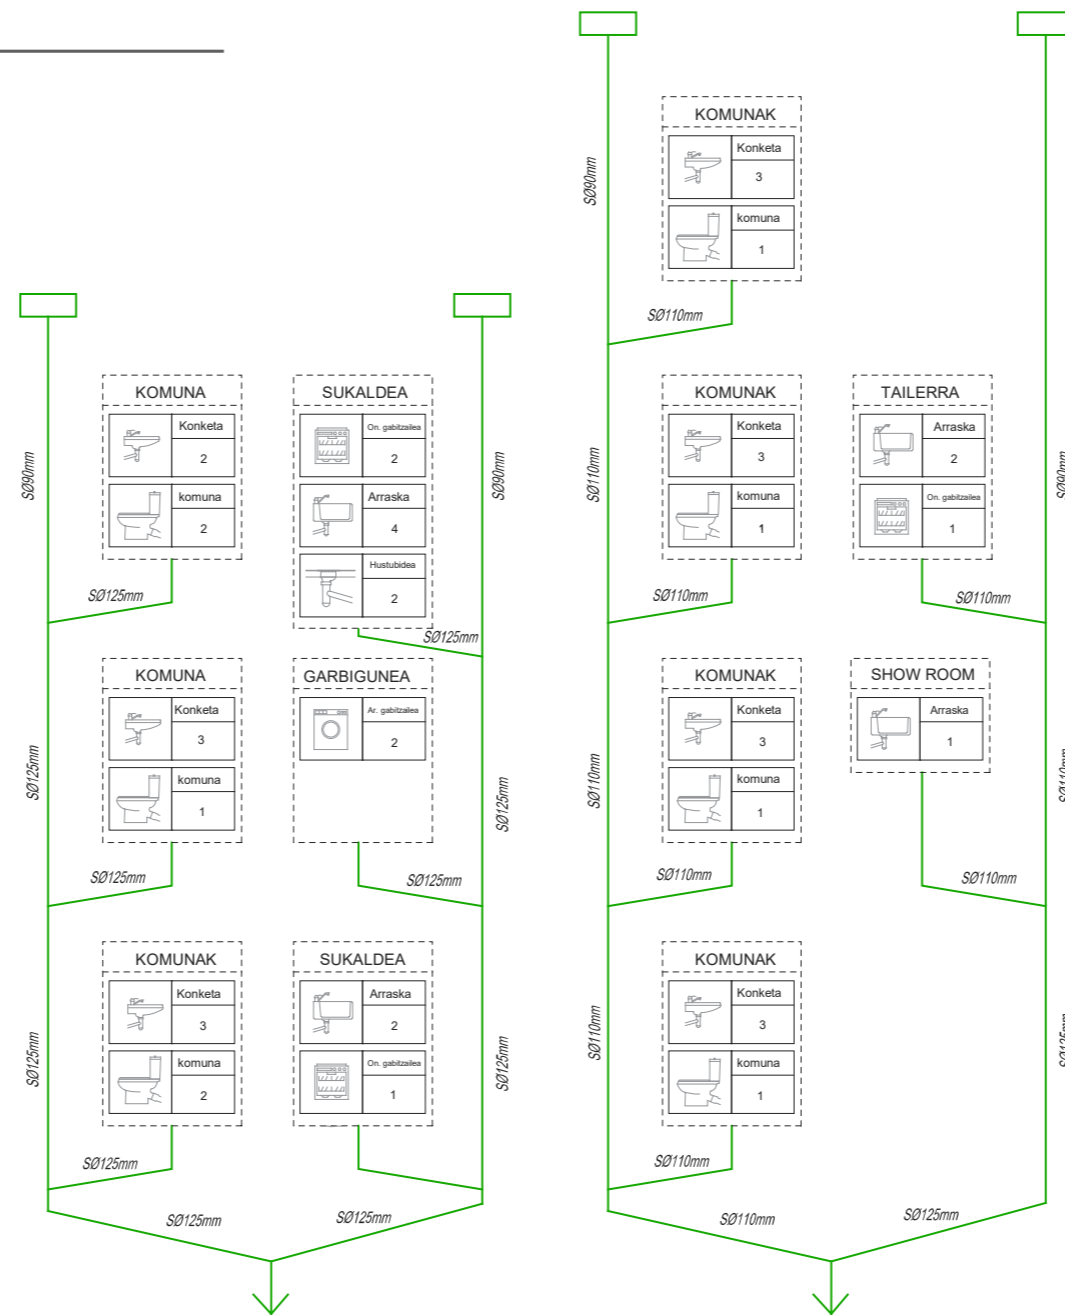 KOMUNAK
Konketa
3
komuna
1
SØ90mm
SØ110mm
KOMUNA
Konketa
2
komuna
2
SØ90mm
SØ125mm
SUKALDEA
On. gabitzailea
2
Arraska
4
Hustubidea
2
SØ90mm
SØ125mm
KOMUNAK
Konketa
3
komuna
1
SØ110mm
SØ110mm
TAILERRA
Arraska
2
On. gabitzailea
1
SØ90mm
SØ110mm
KOMUNA
Konketa
3
komuna
1
SØ125mm
SØ125mm
GARBIGUNEA
Ar. gabitzailea
2
SØ125mm
SØ125mm
KOMUNAK
Konketa
3
komuna
1
SØ110mm
SØ110mm
SHOW ROOM
Arraska
1
SØ110mm
SØ110mm
KOMUNAK
Konketa
3
komuna
2
SØ125mm
SØ125mm
SUKALDEA
Arraska
2
On. gabitzailea
1
SØ125mm
KOMUNAK
Konketa
3
komuna
1
SØ110mm
SØ110mm
SØ125mm
SØ125mm
SØ125mm
SØ110mm
SØ125mm